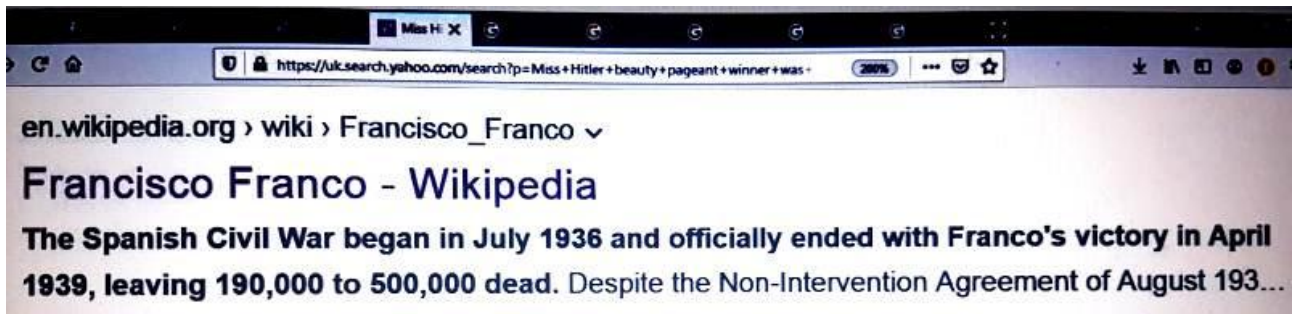 Miss Hi X
https://uk.search.yahoo.com/search?p=Miss+Hitler+beauty+pageant+winner+was+
200%
en.wikipedia.org › wiki › Francisco_Franco
Francisco Franco - Wikipedia
The Spanish Civil War began in July 1936 and officially ended with Franco's victory in April
1939, leaving 190,000 to 500,000 dead. Despite the Non-Intervention Agreement of August 193...